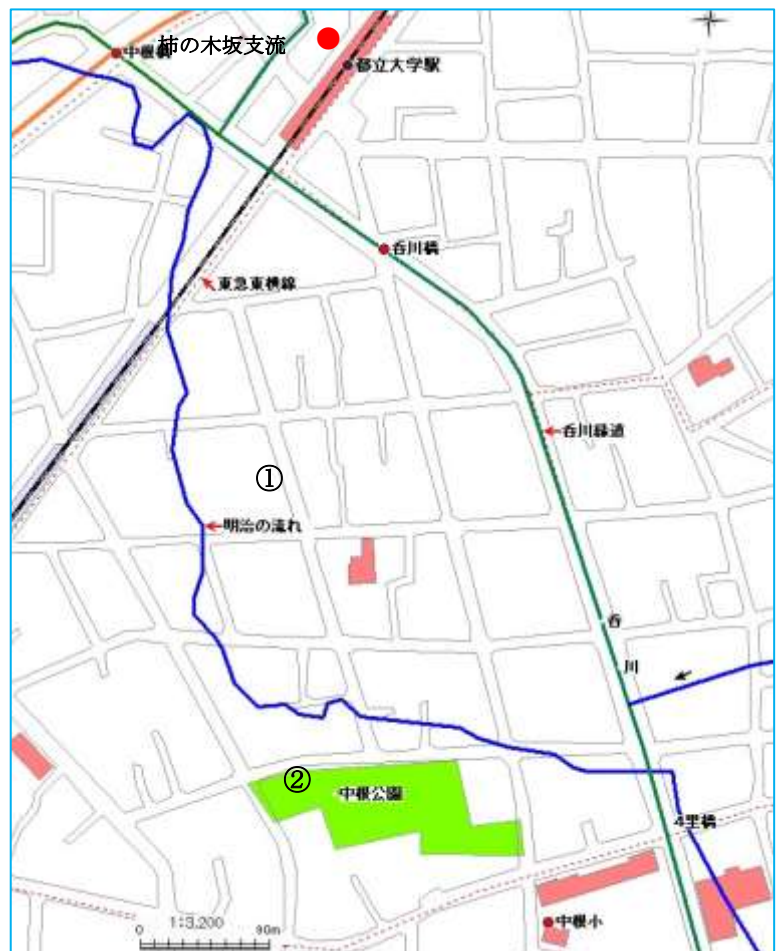 中根橋
柿の木坂支流
都立大学駅
呑川橋
東急東横線
呑川緑道
①
明治の流れ
呑
川
②
中根公園
4里橋
1:3,200
0 90m
中根小